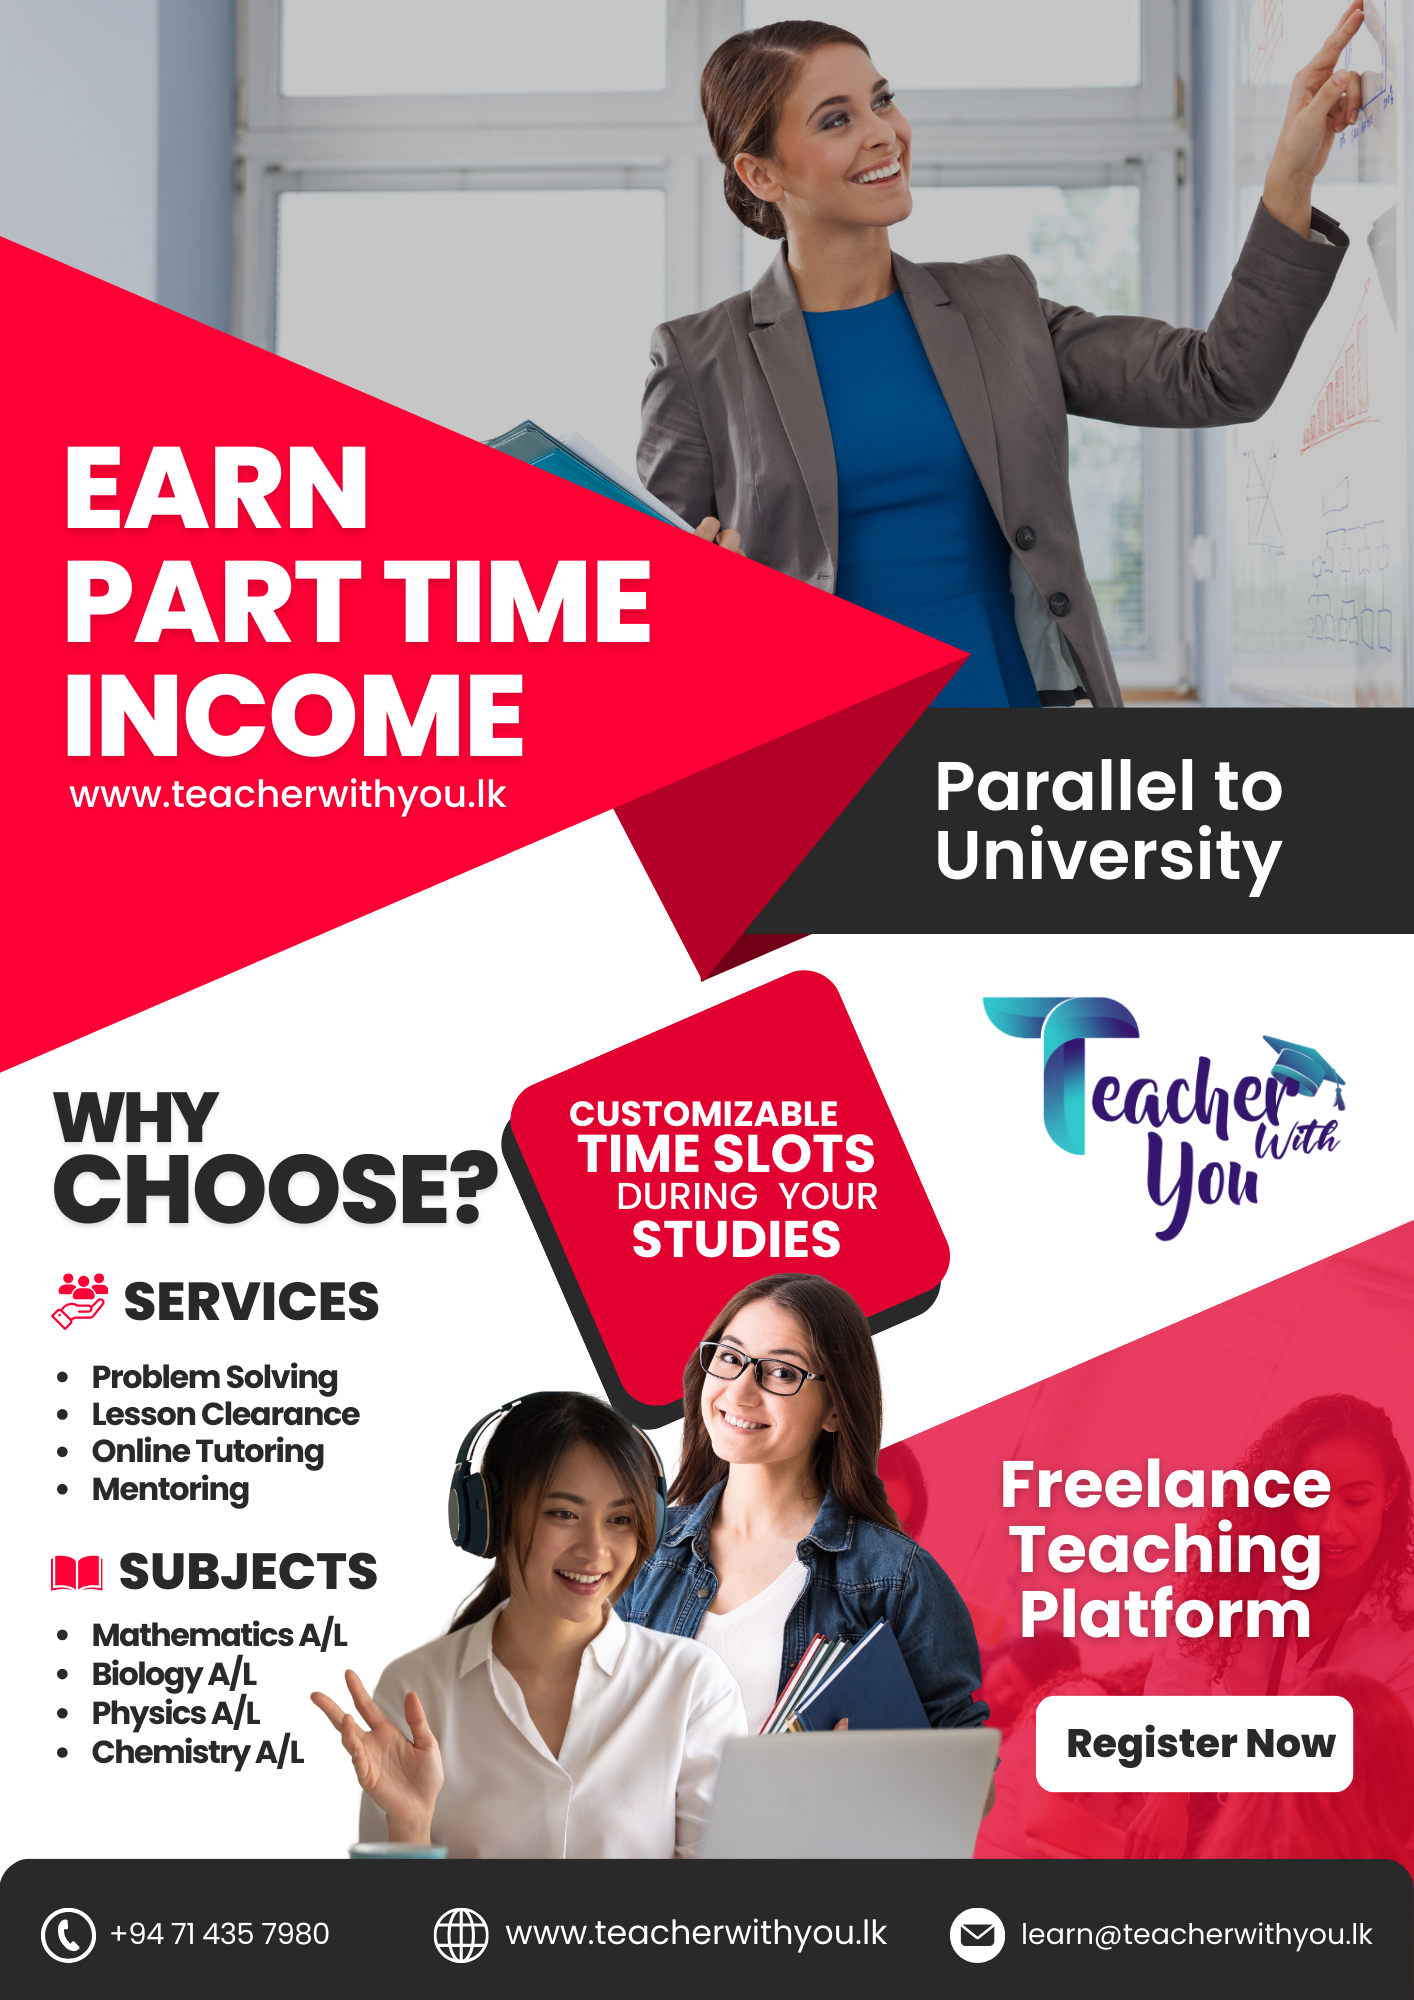 EARN
PART TIME
INCOME
www.teacherwithyou.lk
Parallel to
University
Teacher
With
You
WHY
CHOOSE?
CUSTOMIZABLE
TIME SLOTS
DURING YOUR
STUDIES
SERVICES
• Problem Solving
• Lesson Clearance
• Online Tutoring
• Mentoring
SUBJECTS
• Mathematics A/L
• Biology A/L
• Physics A/L
• Chemistry A/L
Freelance
Teaching
Platform
Register Now
+94 71 435 7980
www.teacherwithyou.lk
learn@teacherwithyou.lk